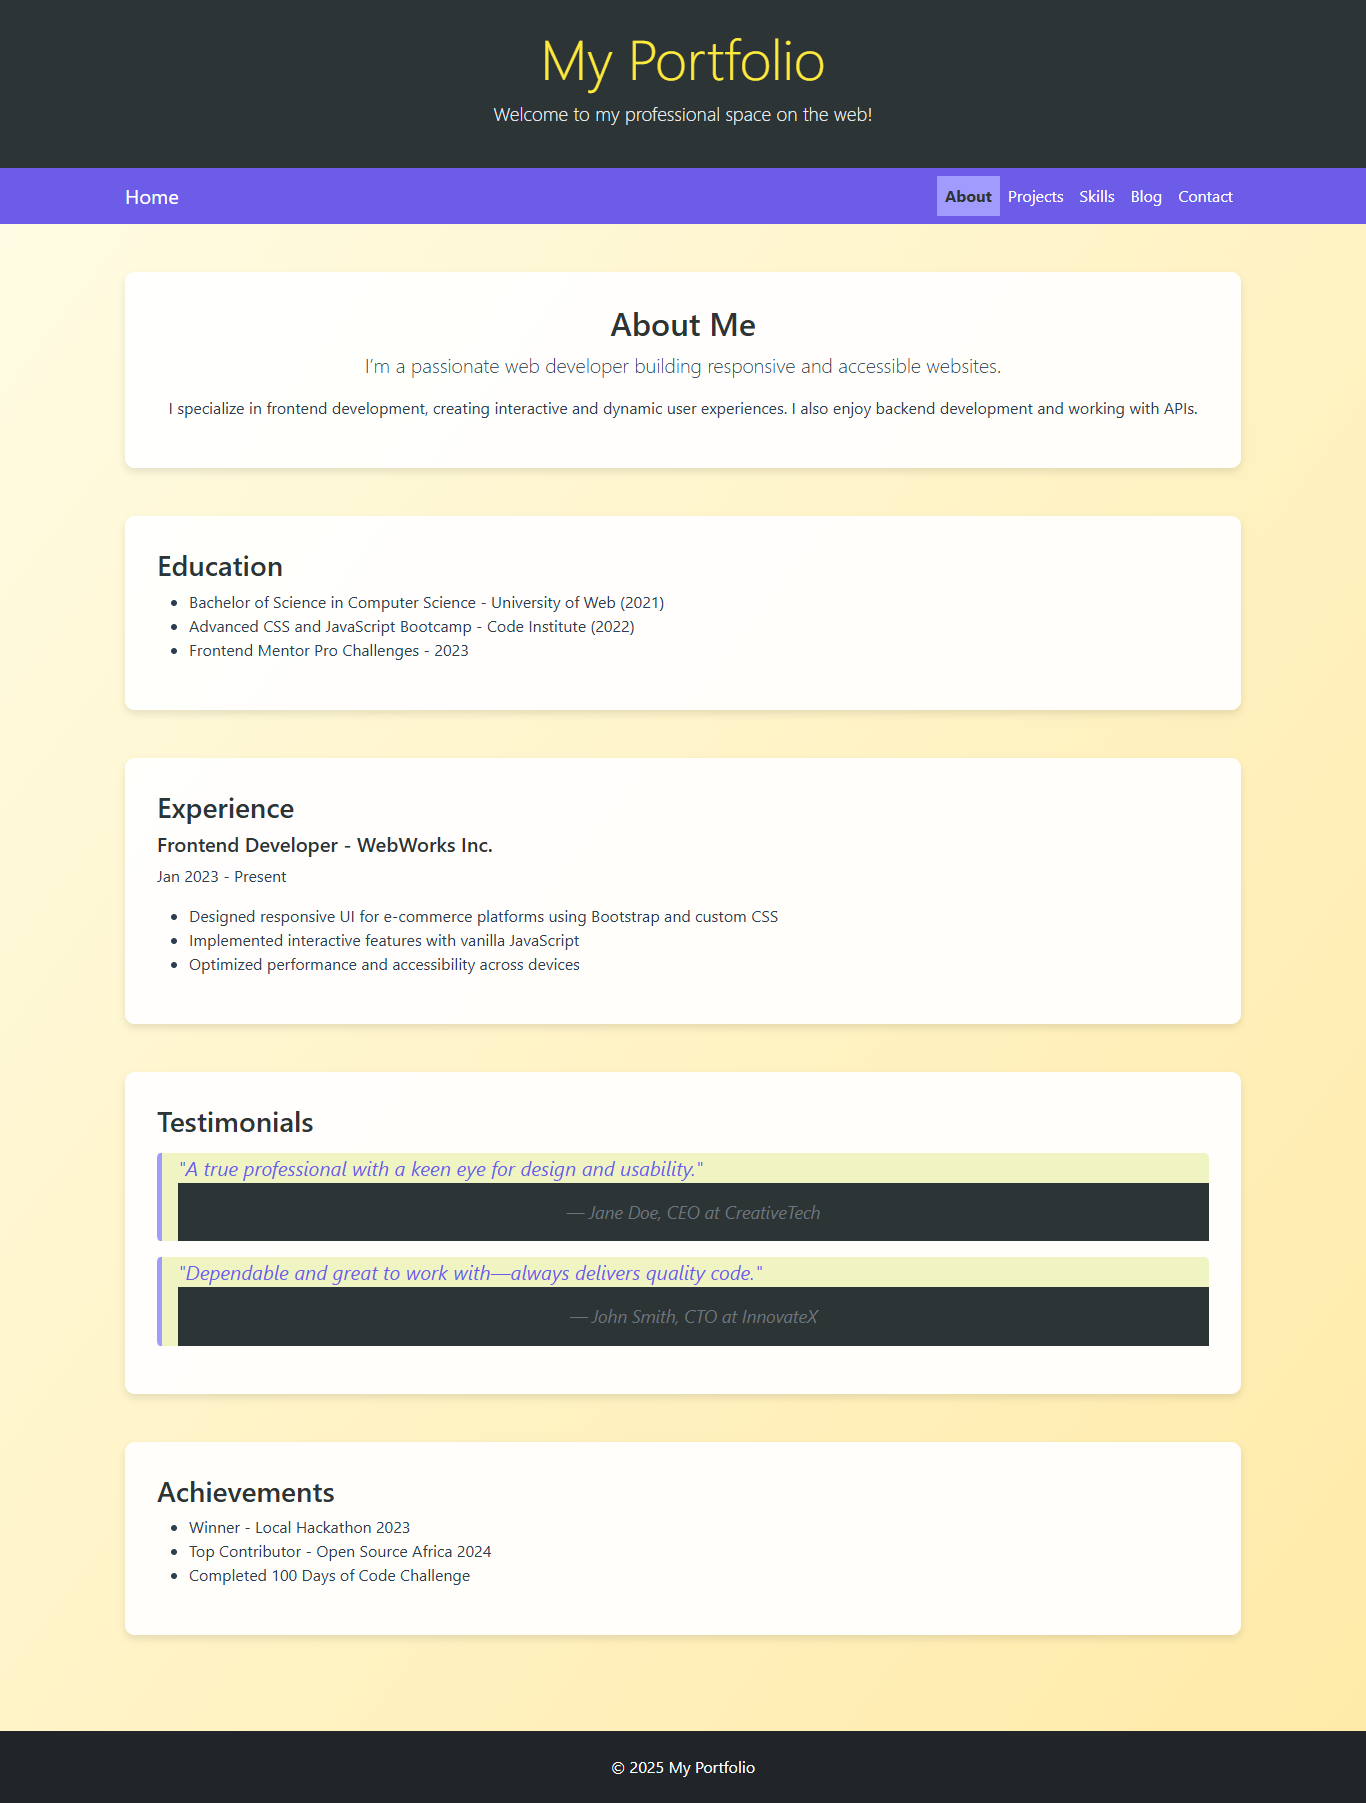 My Portfolio
Welcome to my professional space on the web!
Home
About Projects Skills Blog Contact
About Me
I’m a passionate web developer building responsive and accessible websites.
I specialize in frontend development, creating interactive and dynamic user experiences. I also enjoy backend development and working with APIs.
Education
• Bachelor of Science in Computer Science - University of Web (2021)
• Advanced CSS and JavaScript Bootcamp - Code Institute (2022)
• Frontend Mentor Pro Challenges - 2023
Experience
Frontend Developer - WebWorks Inc.
Jan 2023 - Present
• Designed responsive UI for e-commerce platforms using Bootstrap and custom CSS
• Implemented interactive features with vanilla JavaScript
• Optimized performance and accessibility across devices
Testimonials
"A true professional with a keen eye for design and usability."
— Jane Doe, CEO at CreativeTech
"Dependable and great to work with—always delivers quality code."
— John Smith, CTO at InnovateX
Achievements
• Winner - Local Hackathon 2023
• Top Contributor - Open Source Africa 2024
• Completed 100 Days of Code Challenge
© 2025 My Portfolio